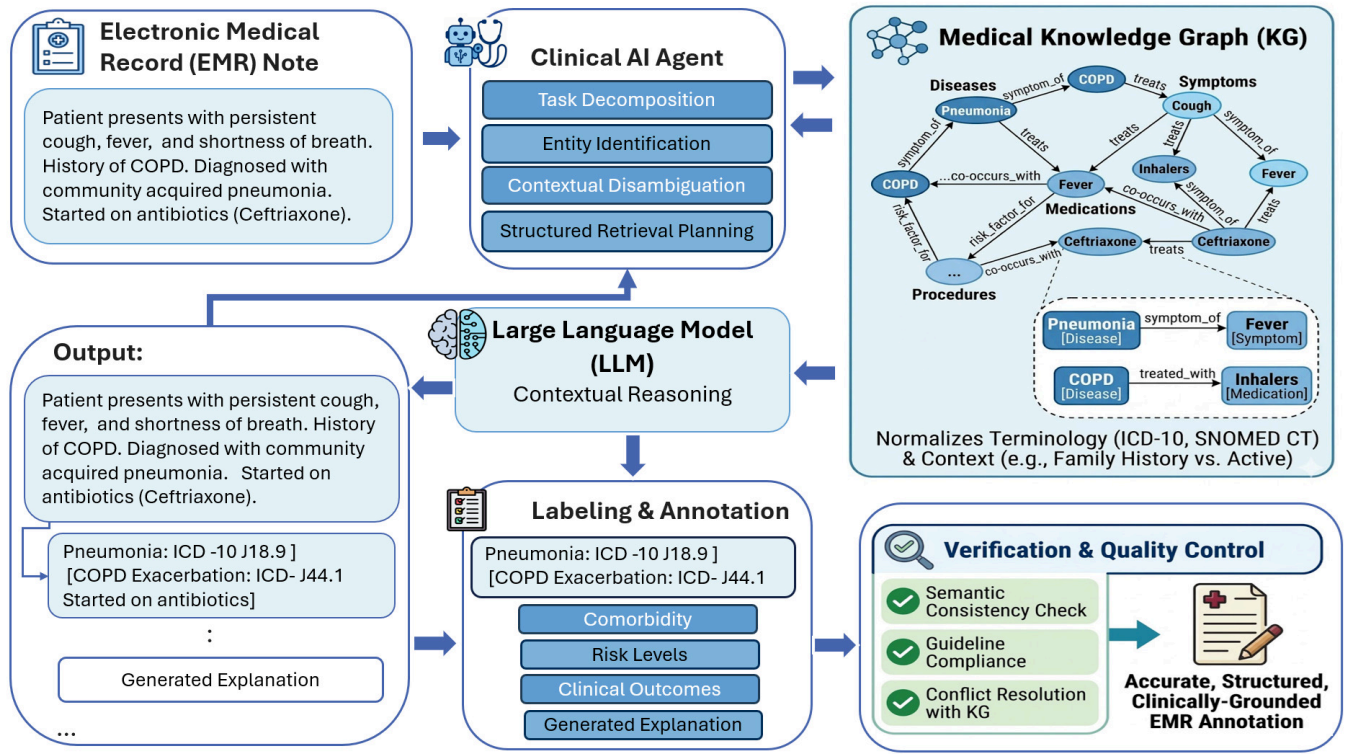 Electronic Medical
Record (EMR) Note
Patient presents with persistent
cough, fever, and shortness of breath.
History of COPD. Diagnosed with
community acquired pneumonia.
Started on antibiotics (Ceftriaxone).
Clinical AI Agent
Task Decomposition
Entity Identification
Contextual Disambiguation
Structured Retrieval Planning
Medical Knowledge Graph (KG)
Diseases
symptom_of
COPD
treats
Symptoms
Pneumonia
Cough
symptom_of
treats
treats
treats
symptom_of
COPD
...co-occurs_with
Fever
Inhalers
Fever
Medications
co-occurs_with
symptom_of
treats
risk_factor_for
risk_factor_for
Ceftriaxone
treats
Ceftriaxone
...
co-occurs_with
Procedures
Pneumonia
[Disease]
symptom_of
Fever
[Symptom]
COPD
[Disease]
treated_with
Inhalers
[Medication]
Normalizes Terminology (ICD-10, SNOMED CT)
& Context (e.g., Family History vs. Active)
Large Language Model
(LLM)
Contextual Reasoning
Output:
Patient presents with persistent cough,
fever, and shortness of breath. History
of COPD. Diagnosed with community
acquired pneumonia. Started on
antibiotics (Ceftriaxone).
Pneumonia: ICD -10 J18.9 ]
[COPD Exacerbation: ICD- J44.1
Started on antibiotics]
:
Generated Explanation
...
Labeling & Annotation
Pneumonia: ICD -10 J18.9 ]
[COPD Exacerbation: ICD- J44.1
Comorbidity
Risk Levels
Clinical Outcomes
Generated Explanation
Verification & Quality Control
Semantic
Consistency Check
Guideline
Compliance
Conflict Resolution
with KG
Accurate, Structured,
Clinically-Grounded
EMR Annotation